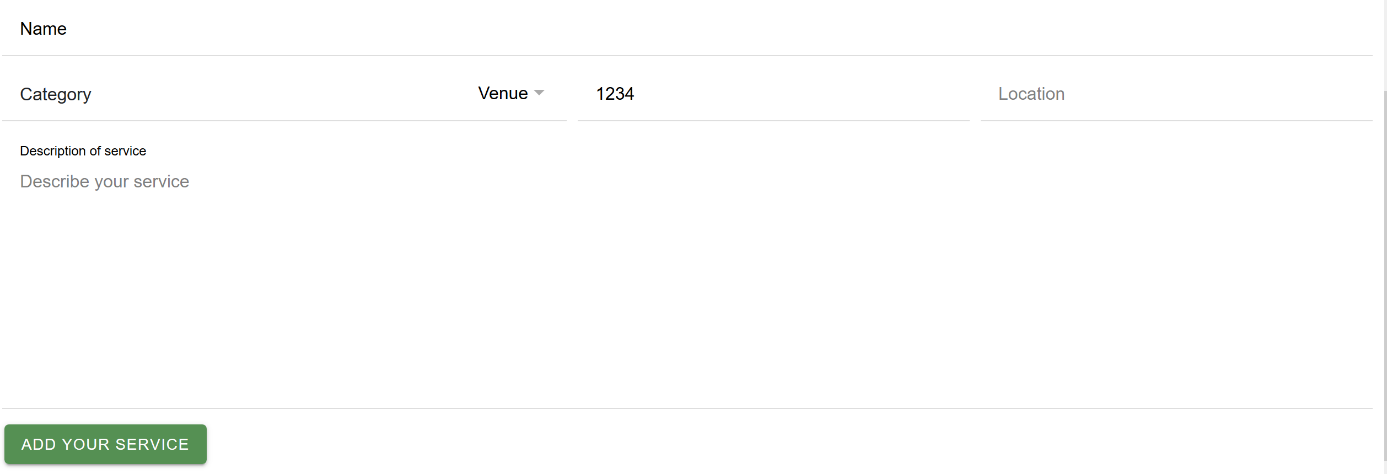 Name
Category Venue 1234 Location
Description of service
Describe your service
ADD YOUR SERVICE